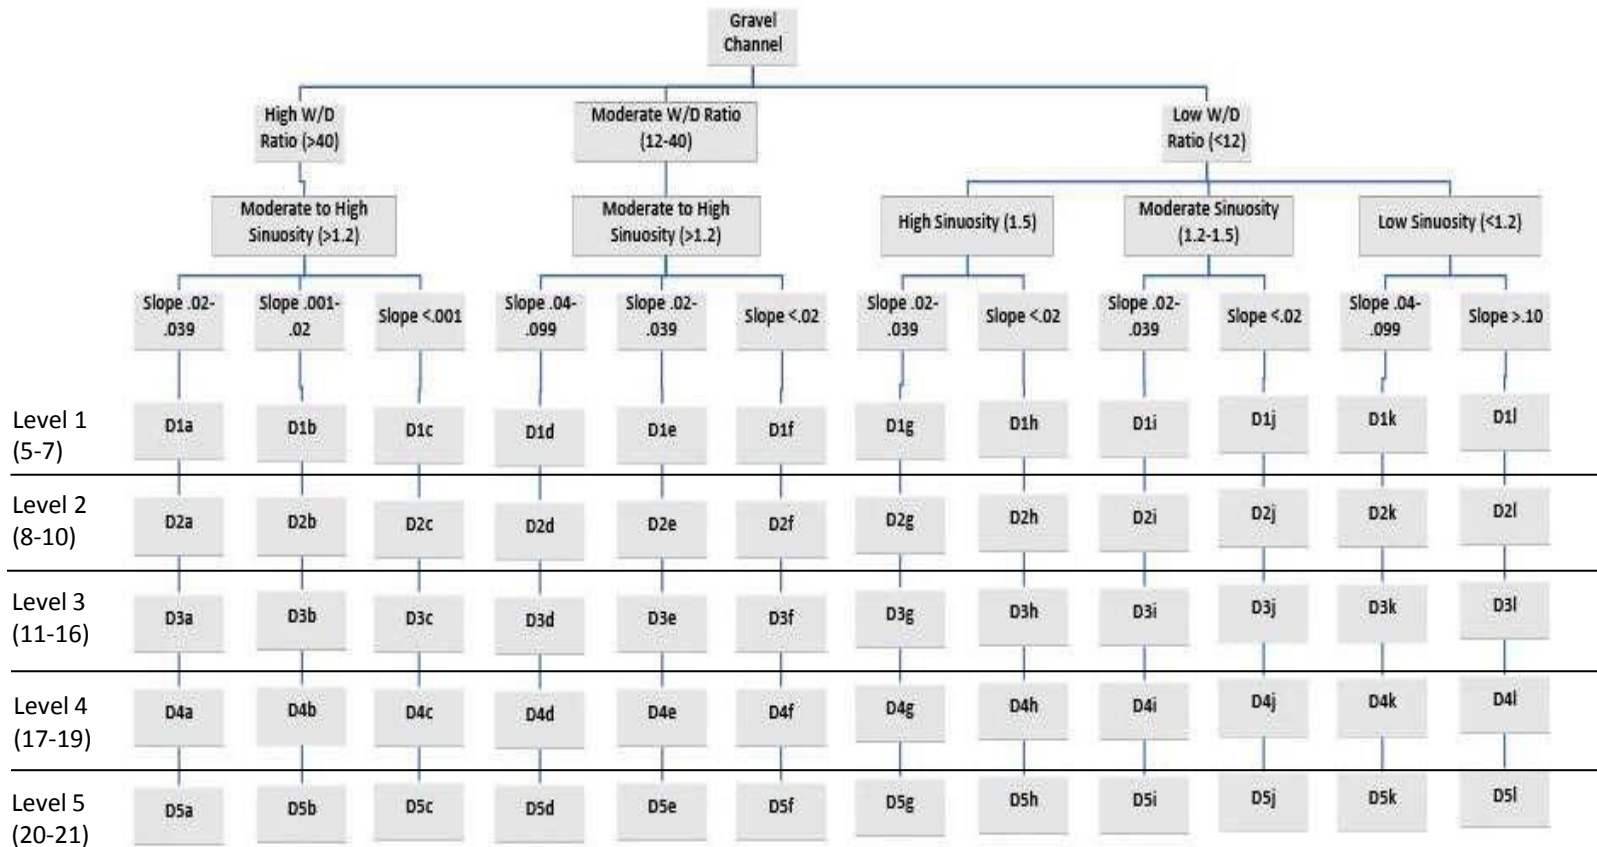 Gravel
Channel
High W/D
Ratio (>40)
Moderate W/D Ratio
(12-40)
Low W/D
Ratio (<12)
Moderate to High
Sinuosity (>1.2)
Moderate to High
Sinuosity (>1.2)
High Sinuosity (1.5)
Moderate Sinuosity
(1.2-1.5)
Low Sinuosity (<1.2)
Slope .02-
.039
Slope .001-
.02
Slope <.001
Slope .04-
.099
Slope .02-
.039
Slope <.02
Slope .02-
.039
Slope <.02
Slope .02-
.039
Slope <.02
Slope .04-
.099
Slope >.10
Level 1
(5-7)
D1a
D1b
D1c
D1d
D1e
D1f
D1g
D1h
D1i
D1j
D1k
D1l
Level 2
(8-10)
D2a
D2b
D2c
D2d
D2e
D2f
D2g
D2h
D2i
D2j
D2k
D2l
Level 3
(11-16)
D3a
D3b
D3c
D3d
D3e
D3f
D3g
D3h
D3i
D3j
D3k
D3l
Level 4
(17-19)
D4a
D4b
D4c
D4d
D4e
D4f
D4g
D4h
D4i
D4j
D4k
D4l
Level 5
(20-21)
D5a
D5b
D5c
D5d
D5e
D5f
D5g
D5h
D5i
D5j
D5k
D5l